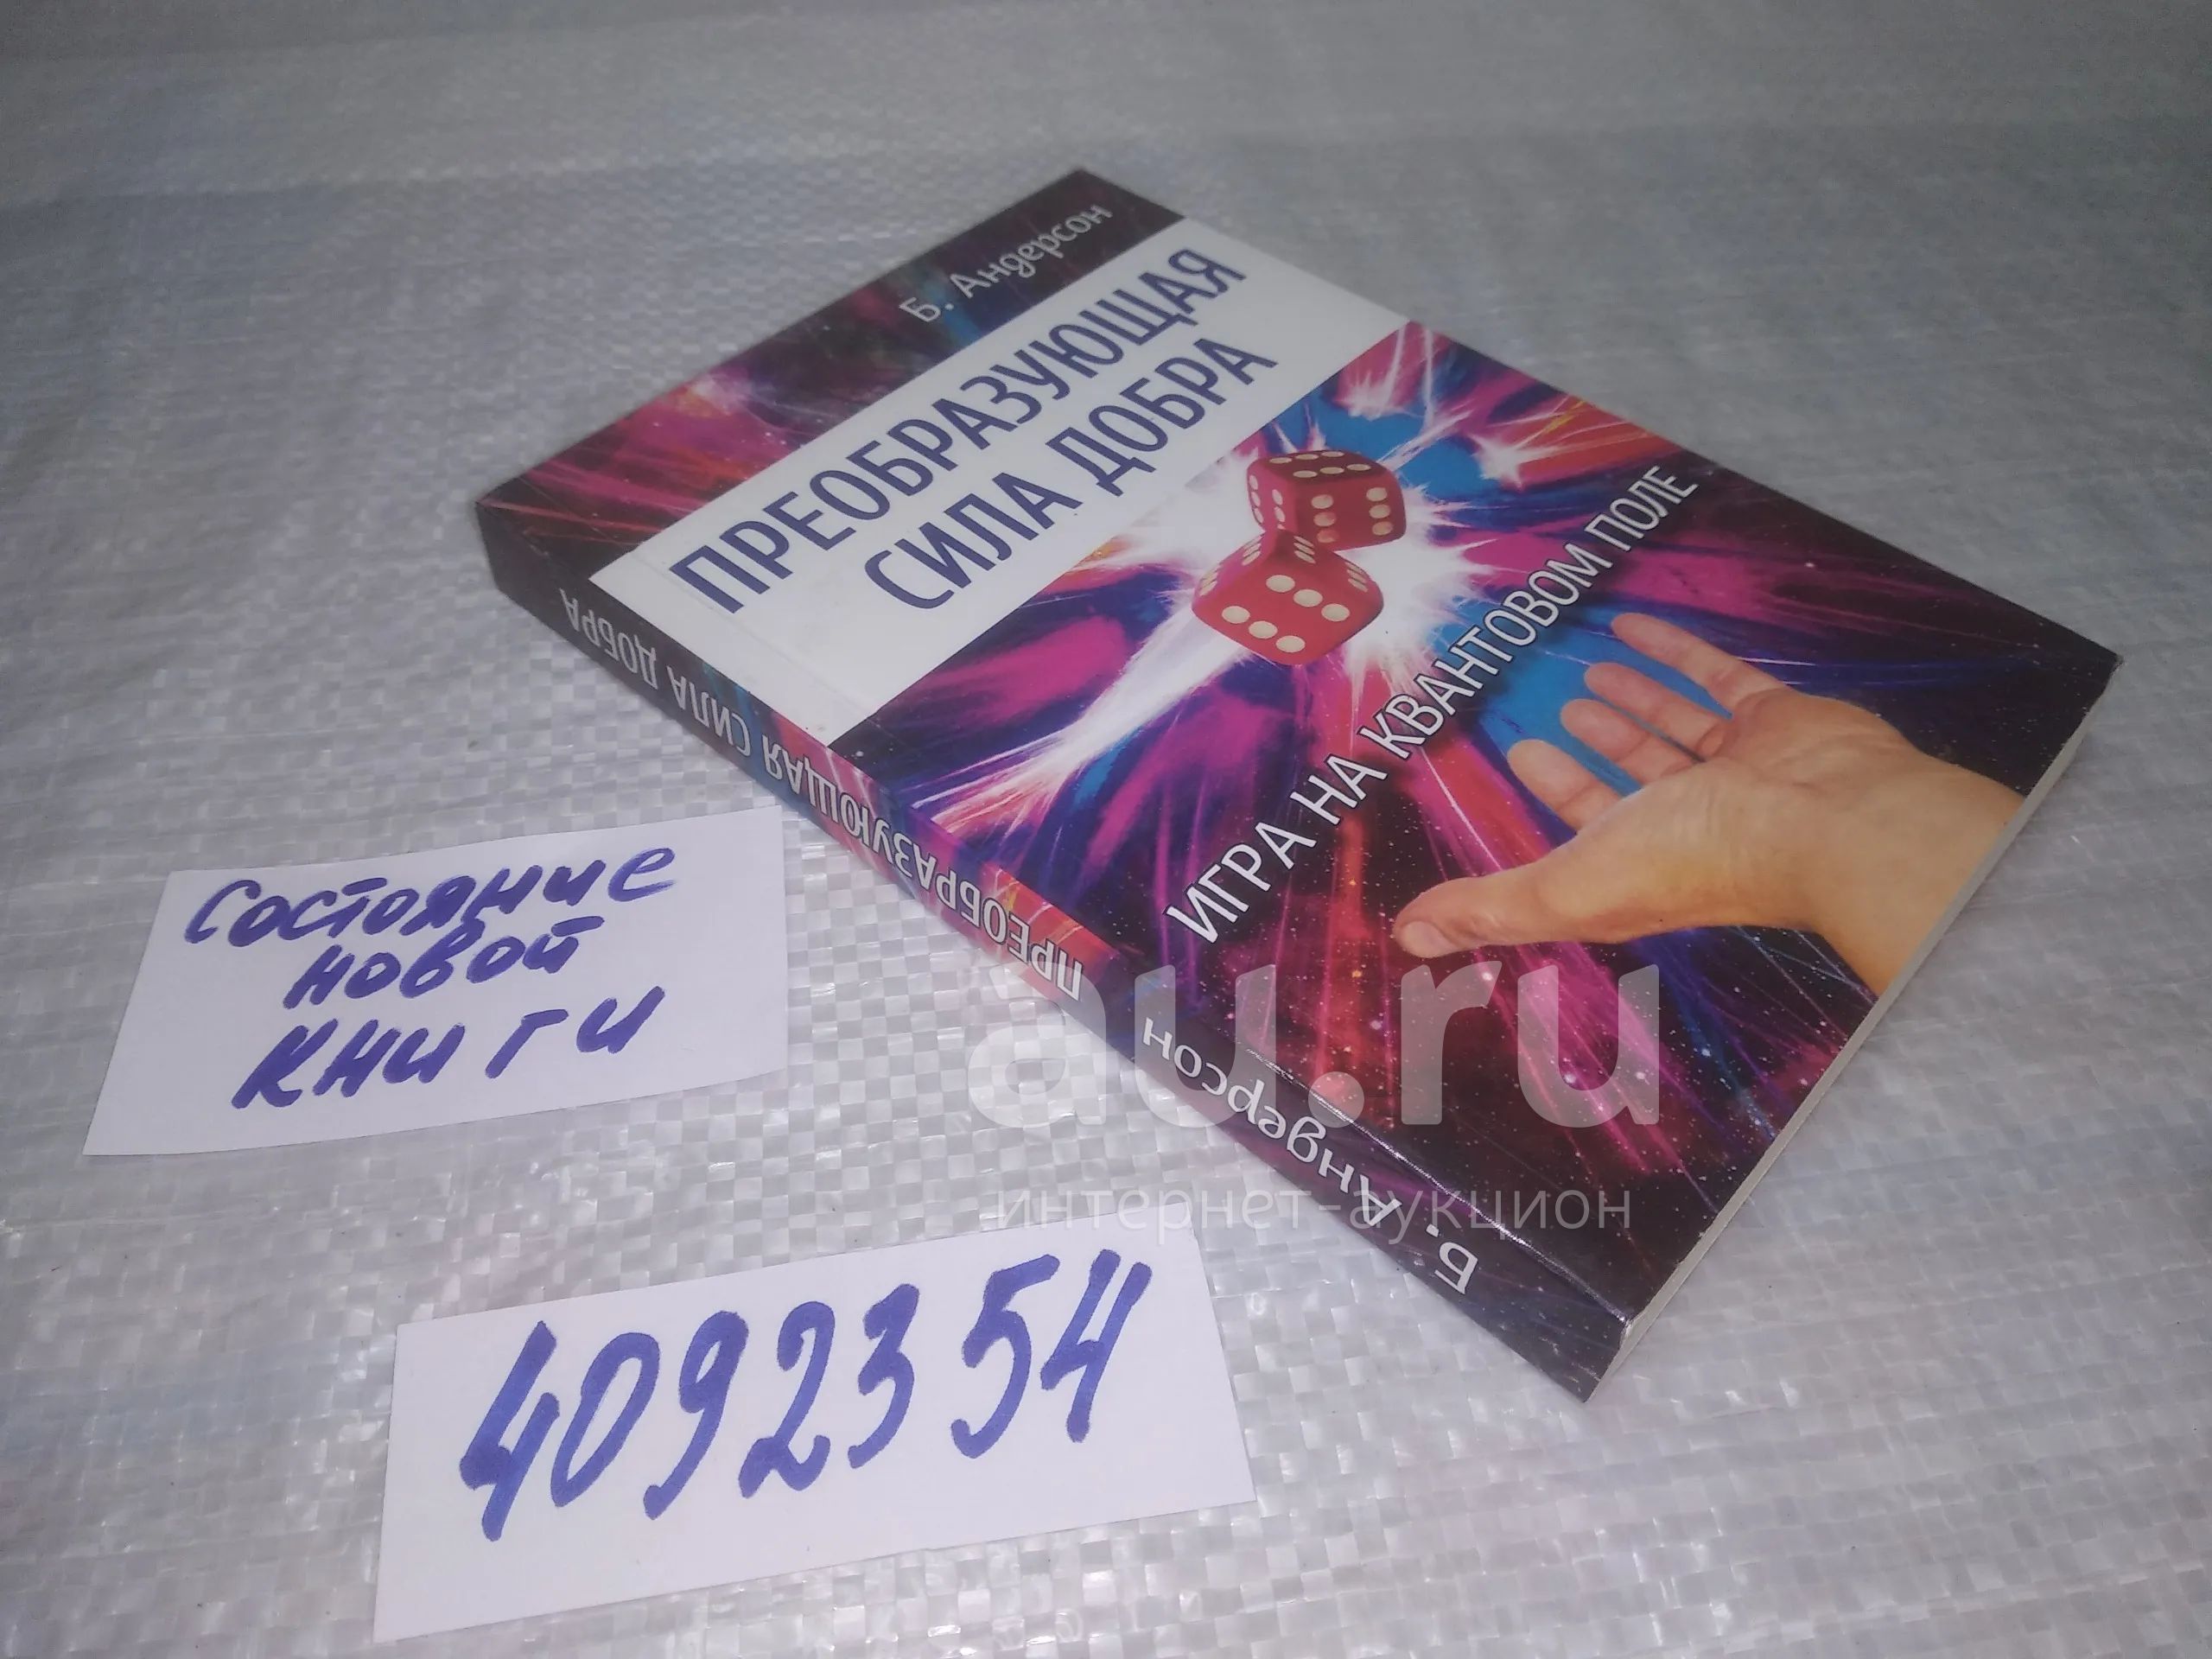 Б. Андерсон
ПРЕОБРАЗУЮЩАЯ
СИЛА ДОБРА
ИГРА НА КВАНТОВОМ ПОЛЕ
Б. Андерсон ПРЕОБРАЗУЮЩАЯ СИЛА ДОБРА
Состояние
новой
книги
4092354
au.ru
интернет-аукцион